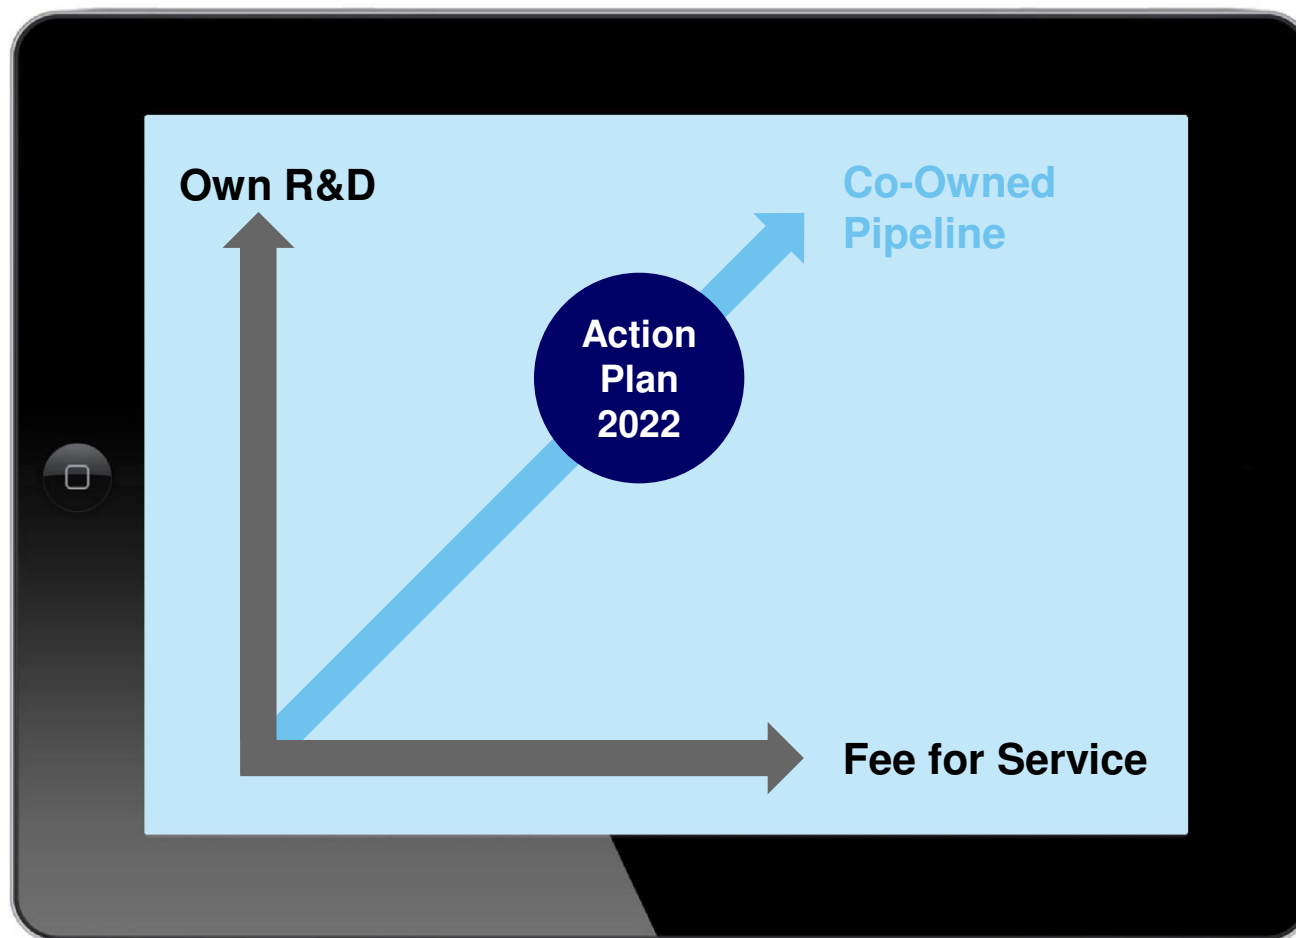 Own R&D
Co-Owned
Pipeline
Action
Plan
2022
Fee for Service